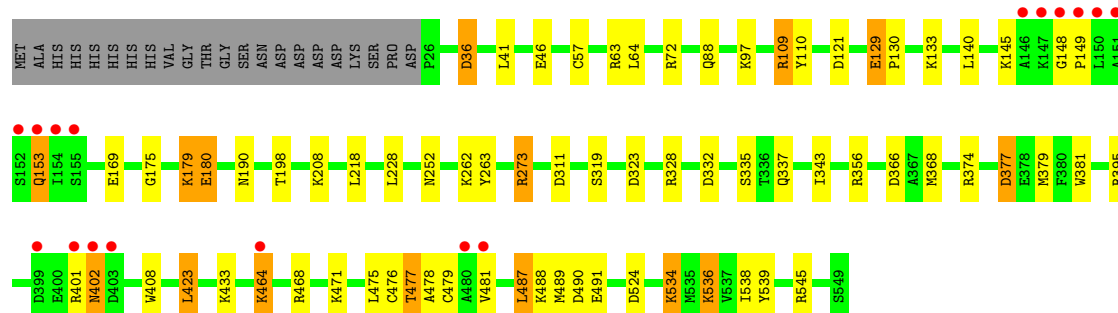 MET ALA HIS HIS HIS HIS HIS HIS VAL GLY THR GLY SER ASN ASP ASP ASP ASP LYS SER PRO ASP P26 D36 L41 E46 C57 R63 L64 R72 Q88 K97 R109 Y110 D121 E129 P130 K133 L140 K145 A146 K147 G148 P149 L150 A151
S152 Q153 I154 S155 E169 G175 K179 E180 N190 T198 K208 L218 L228 N252 K262 Y263 R273 D311 S319 D323 R328 D332 S335 T336 Q337 I343 R356 D366 A367 M368 R374 D377 E378 M379 F380 W381
D399 E400 R401 N402 D403 W408 L423 K433 K464 R468 K471 L475 C476 T477 A478 C479 A480 V481 L487 K488 M489 D490 E491 D524 K534 M535 K536 V537 I538 Y539 R545 S549